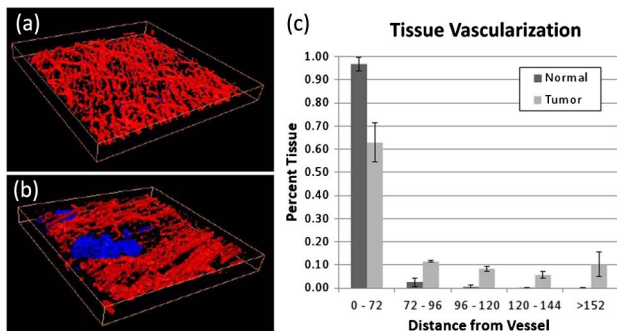 (a)
(b)
(c)
Tissue Vascularization
Percent Tissue
1.00
0.90
0.80
0.70
0.60
0.50
0.40
0.30
0.20
0.10
0.00
Normal
Tumor
0 - 72
72 - 96
96 - 120
120 - 144
>152
Distance from Vessel